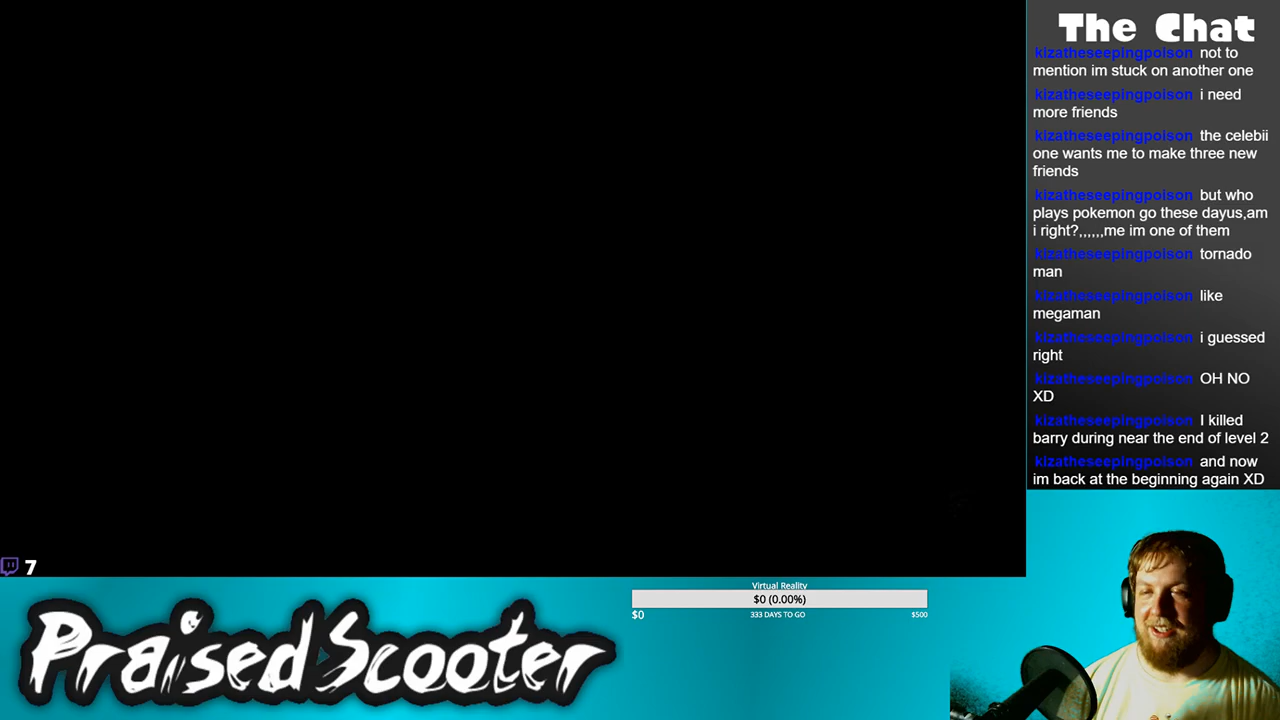 The Chat
kizatheseepingpoison not to
mention im stuck on another one
kizatheseepingpoison i need
more friends
kizatheseepingpoison the celebii
one wants me to make three new
friends
kizatheseepingpoison but who
plays pokemon go these dayus,am
i right?,,,,,,me im one of them
kizatheseepingpoison tornado
man
kizatheseepingpoison like
megaman
kizatheseepingpoison i guessed
right
kizatheseepingpoison OH NO
XD
kizatheseepingpoison I killed
barry during near the end of level 2
kizatheseepingpoison and now
im back at the beginning again XD
7
Virtual Reality
$0 (0.00%)
$0 333 DAYS TO GO $500
PraisedScooter